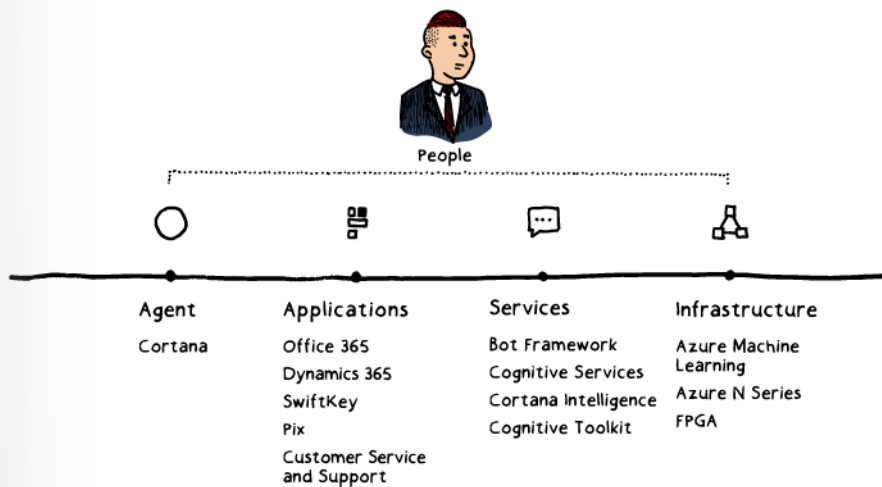 People
Agent
Cortana
Applications
Office 365
Dynamics 365
SwiftKey
Pix
Customer Service
and Support
Services
Bot Framework
Cognitive Services
Cortana Intelligence
Cognitive Toolkit
Infrastructure
Azure Machine
Learning
Azure N Series
FPGA